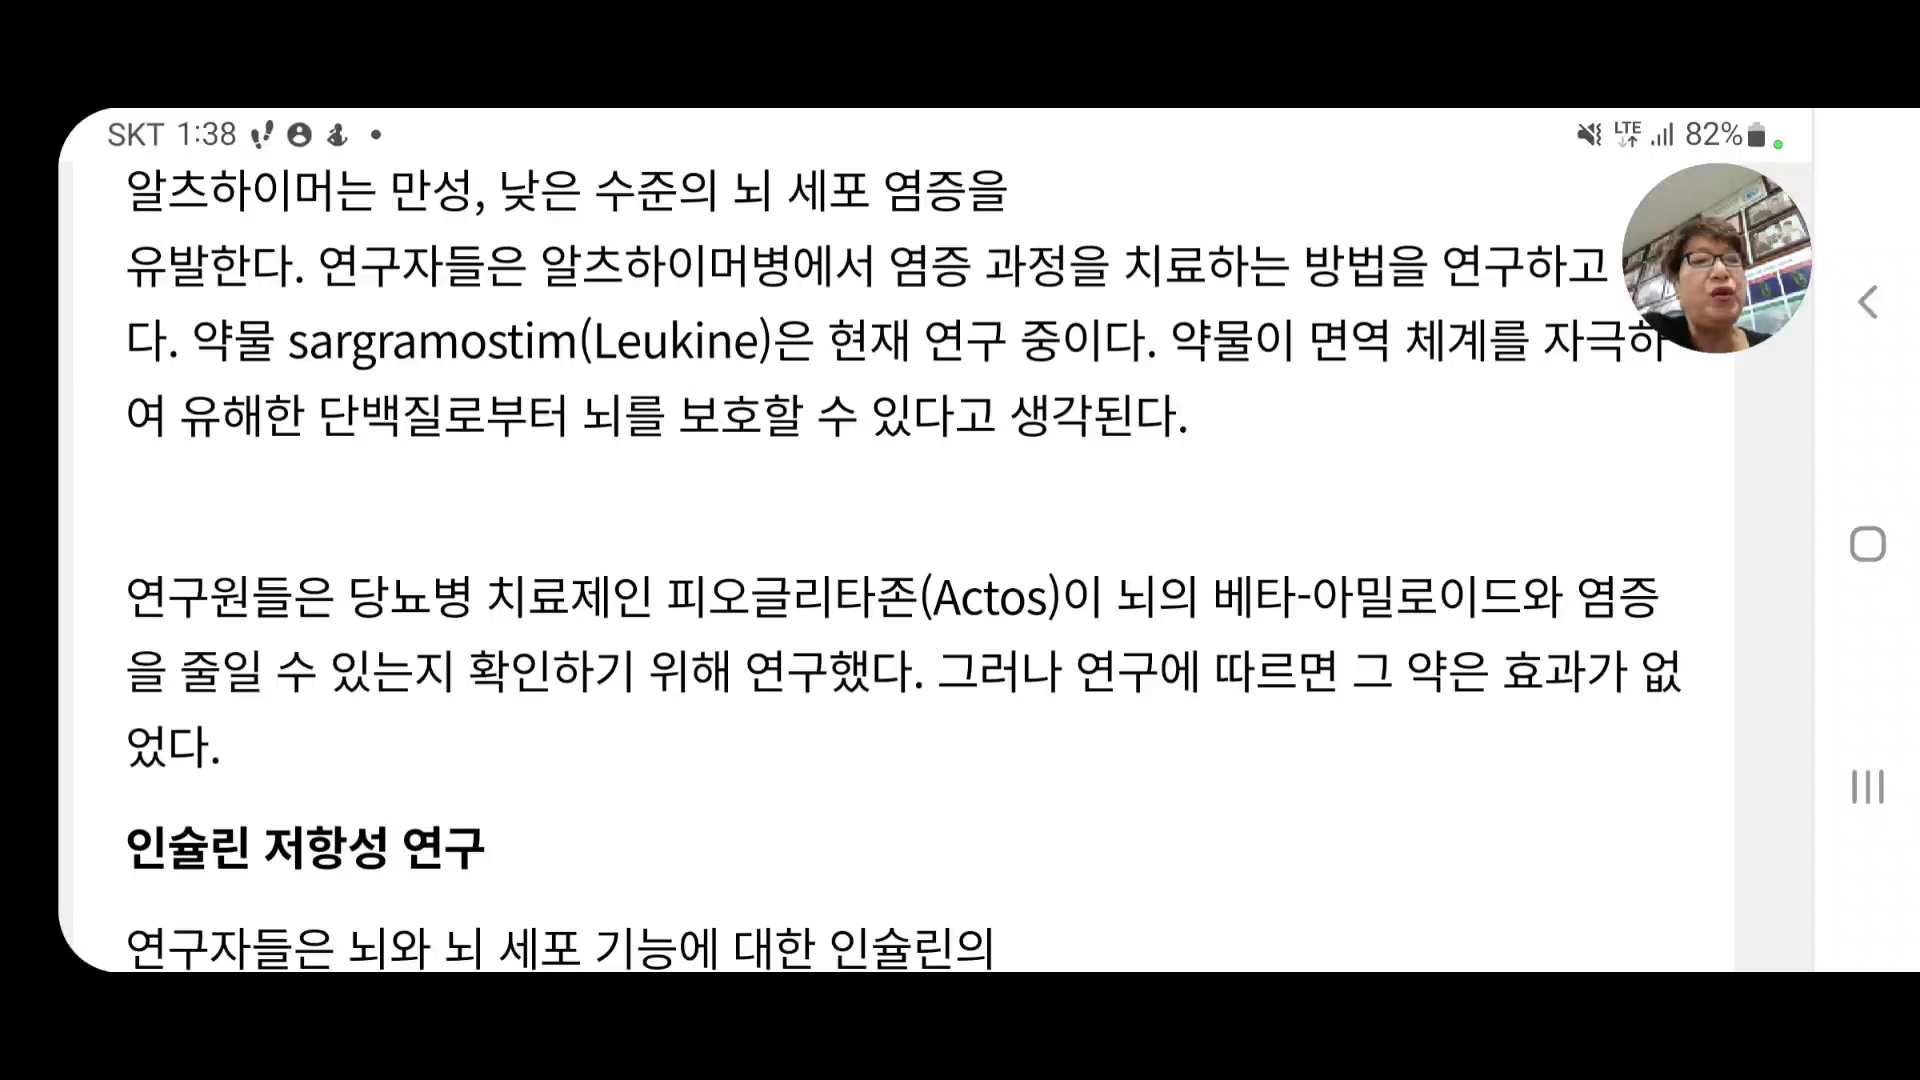 SKT 1:38
LTE 82%
알츠하이머는 만성, 낮은 수준의 뇌 세포 염증을
유발한다. 연구자들은 알츠하이머병에서 염증 과정을 치료하는 방법을 연구하고
다. 약물 sargramostim(Leukine)은 현재 연구 중이다. 약물이 면역 체계를 자극하
여 유해한 단백질로부터 뇌를 보호할 수 있다고 생각된다.
연구원들은 당뇨병 치료제인 피오글리타존(Actos)이 뇌의 베타-아밀로이드와 염증
을 줄일 수 있는지 확인하기 위해 연구했다. 그러나 연구에 따르면 그 약은 효과가 없
었다.
인슐린 저항성 연구
연구자들은 뇌와 뇌 세포 기능에 대한 인슐린의